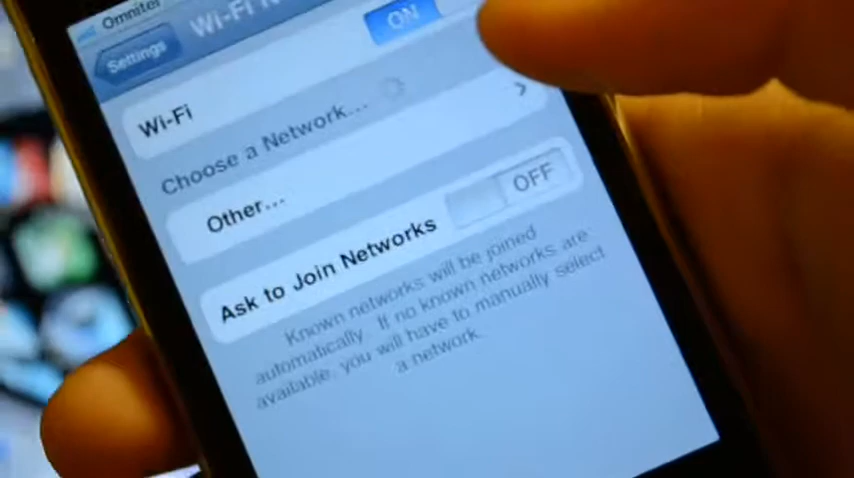 Omnitel
Settings
Wi-Fi
Wi-Fi
ON
Choose a Network...
Other...
Ask to Join Networks
OFF
Known networks will be joined
automatically. If no known networks are
available, you will have to manually select
a network.